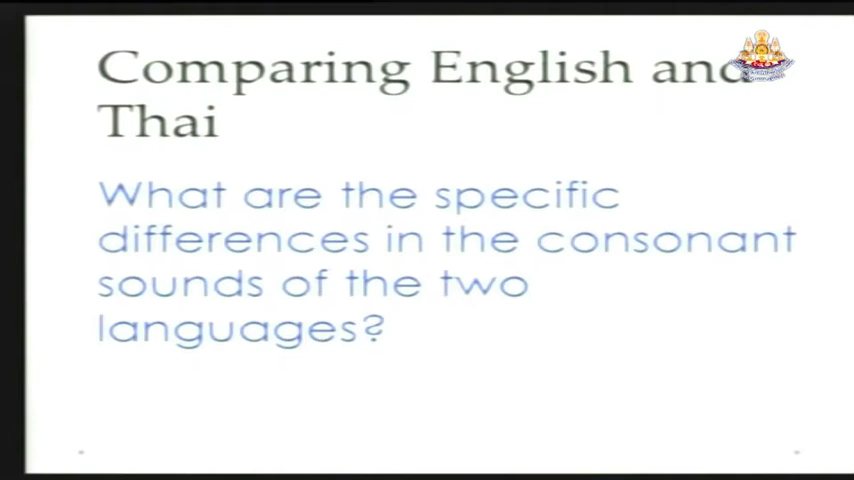 Comparing English and
Thai
What are the specific
differences in the consonant
sounds of the two
languages?